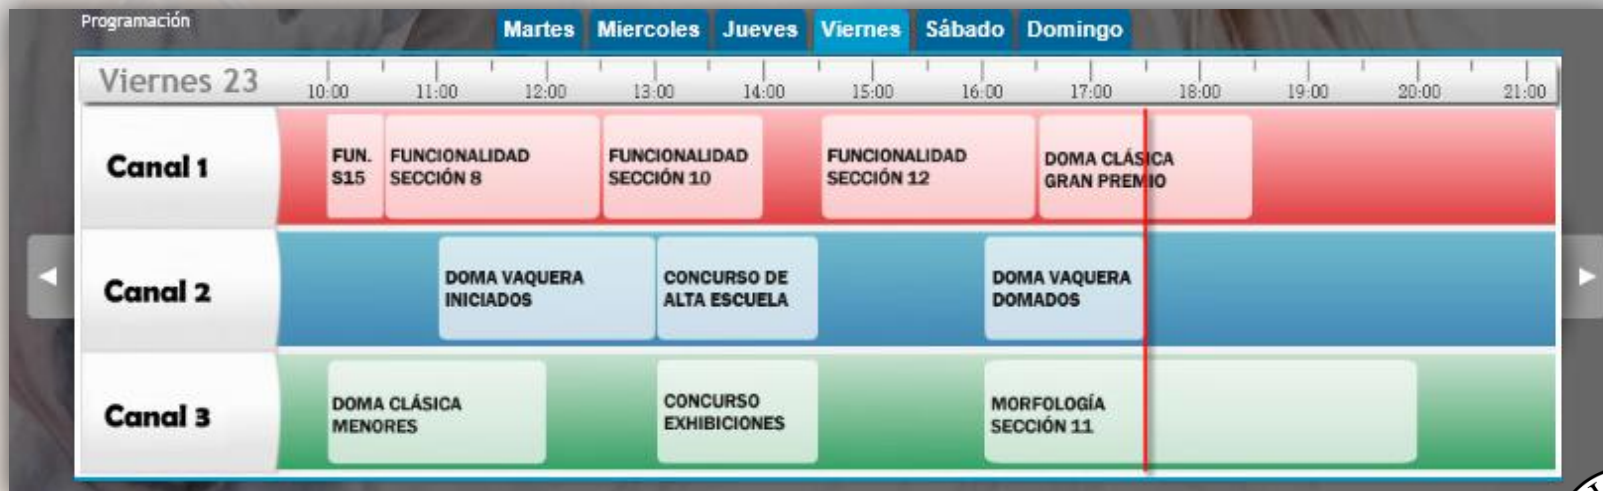 Programación
Martes Miercoles Jueves Viernes Sábado Domingo
Viernes 23
10:00 11:00 12:00 13:00 14:00 15:00 16:00 17:00 18:00 19:00 20:00 21:00
Canal 1
FUN.
S15
FUNCIONALIDAD
SECCIÓN 8
FUNCIONALIDAD
SECCIÓN 10
FUNCIONALIDAD
SECCIÓN 12
DOMA CLÁSICA
GRAN PREMIO
Canal 2
DOMA VAQUERA
INICIADOS
CONCURSO DE
ALTA ESCUELA
DOMA VAQUERA
DOMADOS
Canal 3
DOMA CLÁSICA
MENORES
CONCURSO
EXHIBICIONES
MORFOLOGÍA
SECCIÓN 11